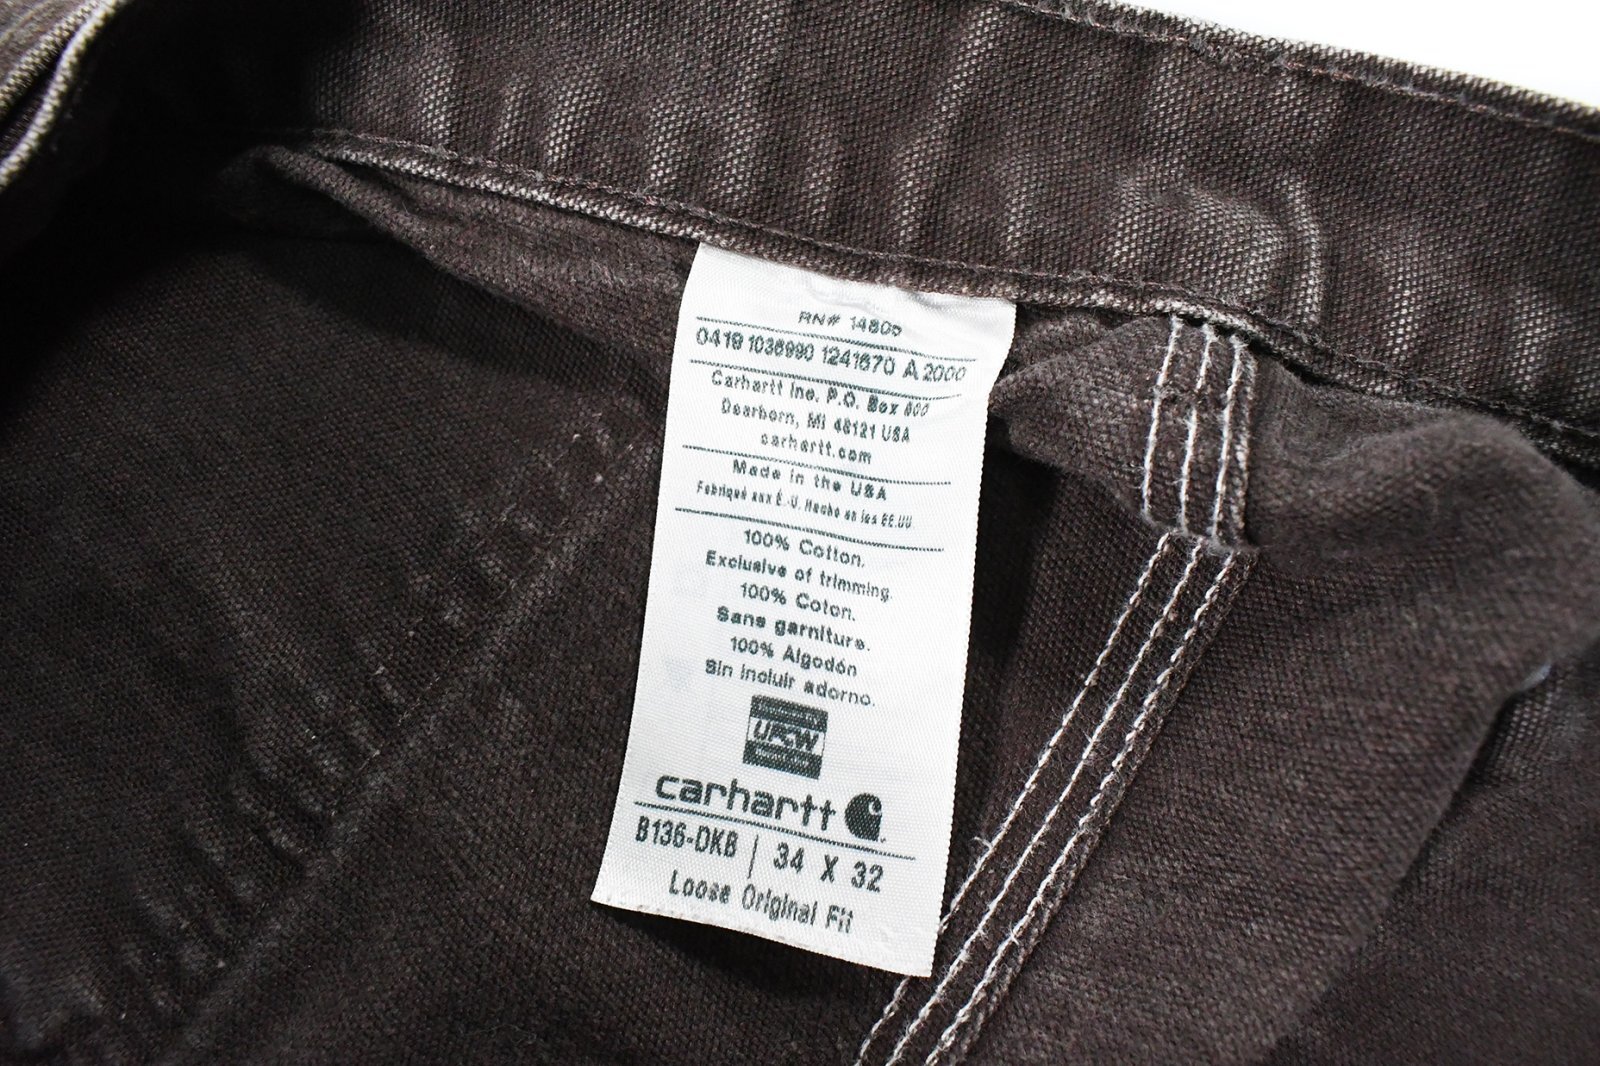 RN# 14806
0419 1036990 1241670 A 2000
Carhartt Inc. P.O. Box 600
Dearborn, MI 48121 USA
carhartt.com
Made in the USA
Fabriqué aux É.-U. Hecho en los EE.UU.
100% Cotton.
Exclusive of trimming.
100% Coton.
Sans garniture.
100% Algodón
Sin incluir adorno.
UFCW
carhartt
B136-DKB | 34 X 32
Loose Original Fit